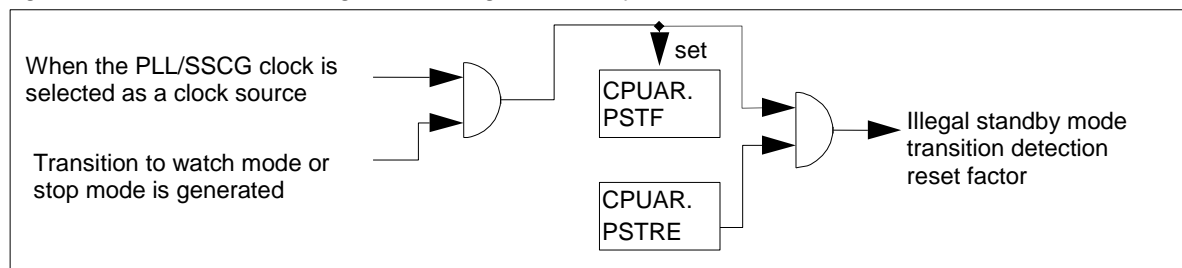 When the PLL/SSCG clock is
selected as a clock source
Transition to watch mode or
stop mode is generated
set
CPUAR.
PSTF
CPUAR.
PSTRE
Illegal standby mode
transition detection
reset factor